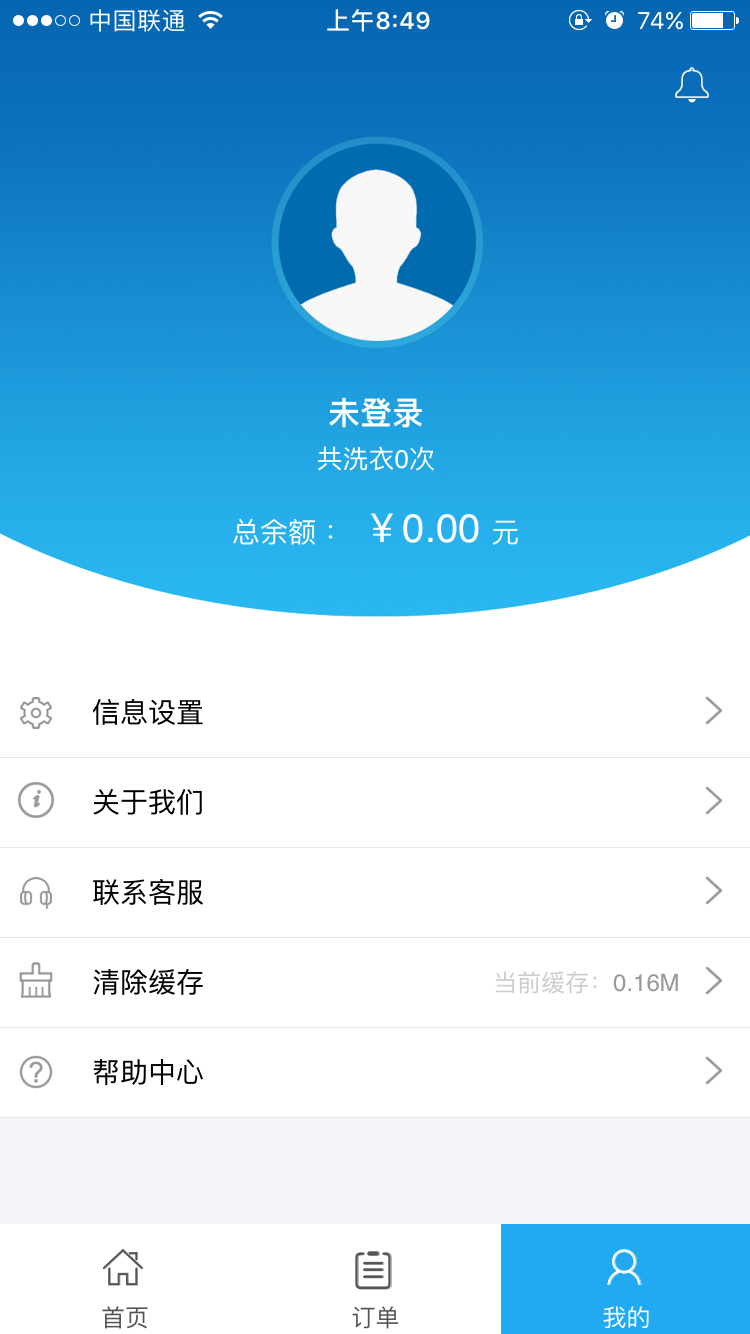 中国联通 上午8:49 74%
未登录
共洗衣0次
总余额： ￥0.00 元
信息设置
关于我们
联系客服
清除缓存 当前缓存： 0.16M
帮助中心
首页 订单 我的